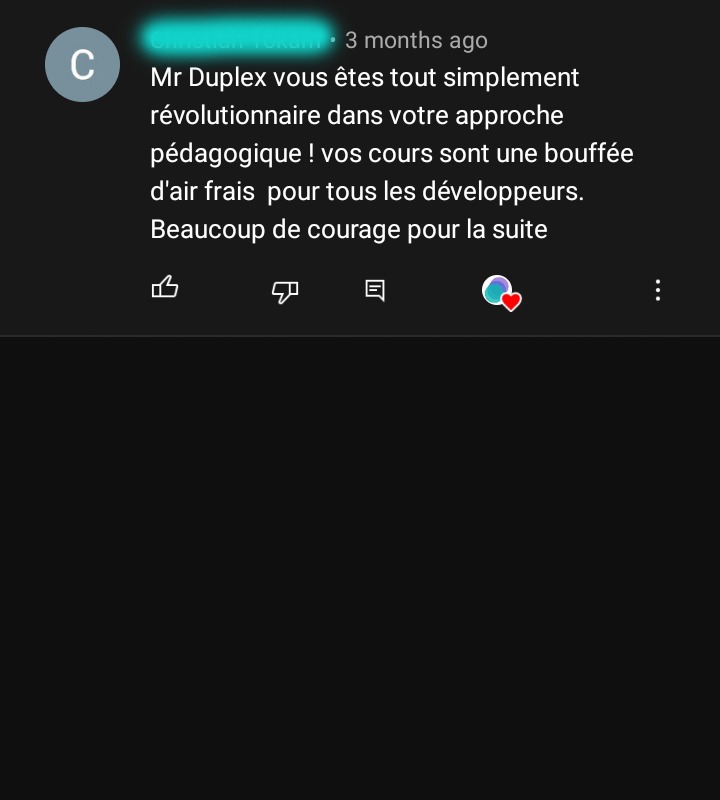 • 3 months ago
C
Mr Duplex vous êtes tout simplement
révolutionnaire dans votre approche
pédagogique ! vos cours sont une bouffée
d'air frais  pour tous les développeurs.
Beaucoup de courage pour la suite